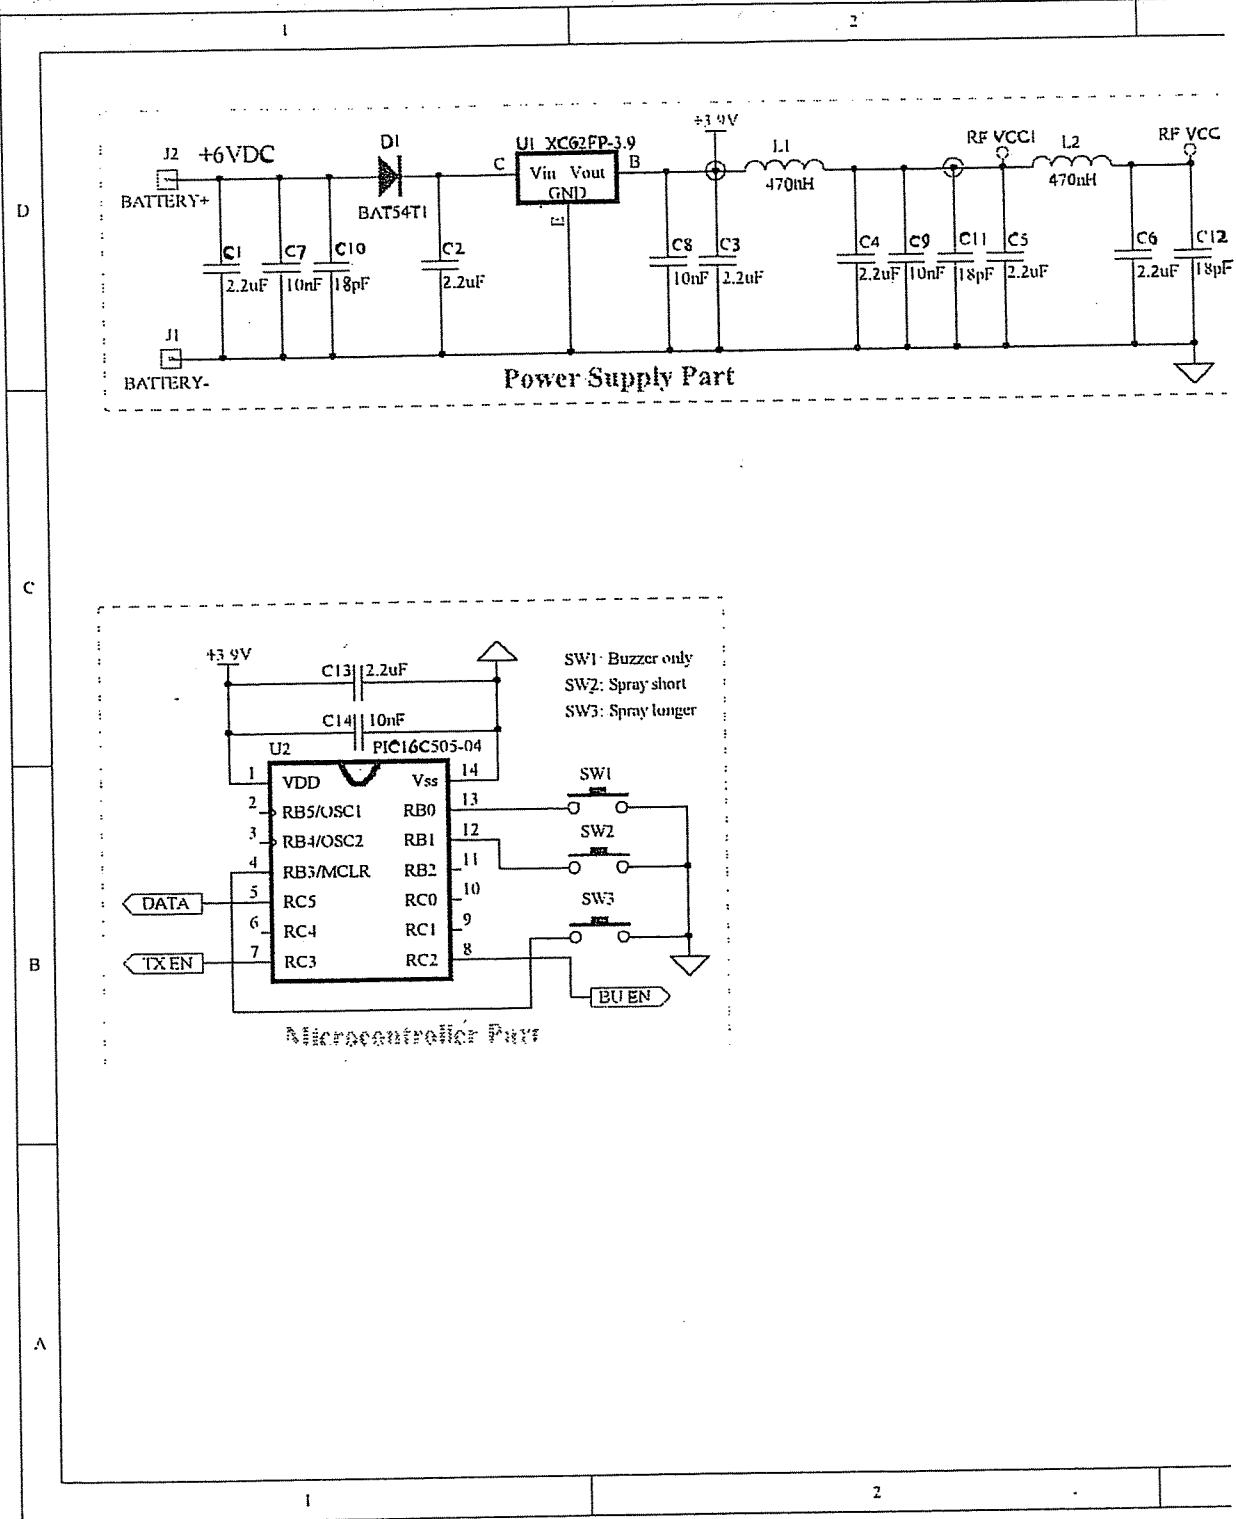 1 2
D
J2 +6VDC
BATTERY+
D1
BAT54T1
C U1 XC62FP-3.9 B
Vin Vout
GND
E
+3.9V
L1
470nH
RF VCC1
L2
470nH
RF VCC
C1
2.2uF
C7
10nF
C10
18pF
C2
2.2uF
C8
10nF
C3
2.2uF
C4
2.2uF
C9
10nF
C11
18pF
C5
2.2uF
C6
2.2uF
C12
18pF
J1
BATTERY-
Power Supply Part
C
+3.9V
C13 2.2uF
C14 10nF
SW1: Buzzer only
SW2: Spray short
SW3: Spray longer
U2 PIC16C505-04
1 VDD Vss 14
2 RB5/OSC1 RB0 13
3 RB4/OSC2 RB1 12
4 RB3/MCLR RB2 11
5 RC5 RC0 10
6 RC4 RC1 9
7 RC3 RC2 8
SW1
SW2
SW3
DATA
TX EN
BU EN
B
Microcontroller Part
A
1 2